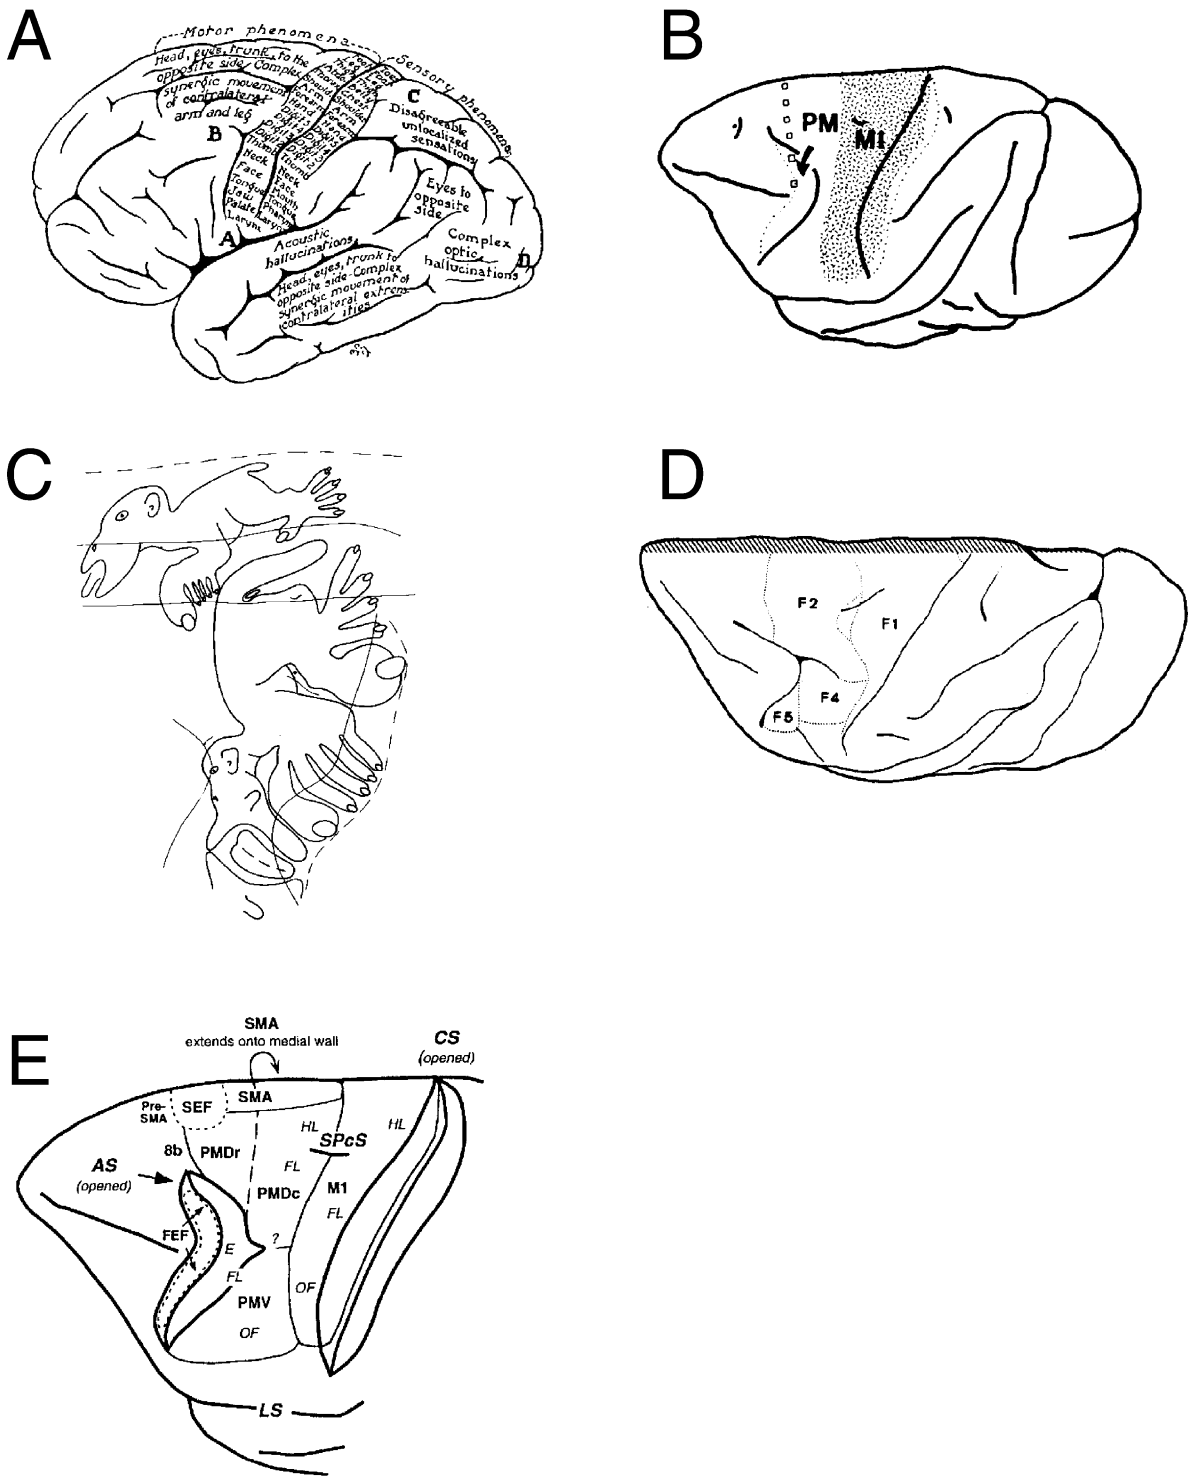 A
Motor phenomena
Sensory phenomena
Head, eyes, trunk, to the
opposite side - Complex
synergic movement
of contralateral
arm and leg
B
C
Disagreeable
unlocalized
sensations
Neck
Face
Tongue
Jaw
Palate
Larynx
Thumb
Neck
Face
Mouth
Tongue
Pharynx
Larynx
Eyes to
opposite
side
A
Acoustic
hallucinations
Complex
optic
hallucinations
D
Head, eyes, trunk to
opposite side - Complex
synergic movement of
contralateral extrem-
ities
B
PM
M1
C
D
F2
F1
F4
F5
E
SMA
extends onto medial wall
CS
(opened)
Pre-
SMA
SEF
SMA
HL
HL
SPcS
8b
PMDr
AS
(opened)
FL
PMDc
M1
FL
FEF
E
?
FL
PMV
OF
OF
LS